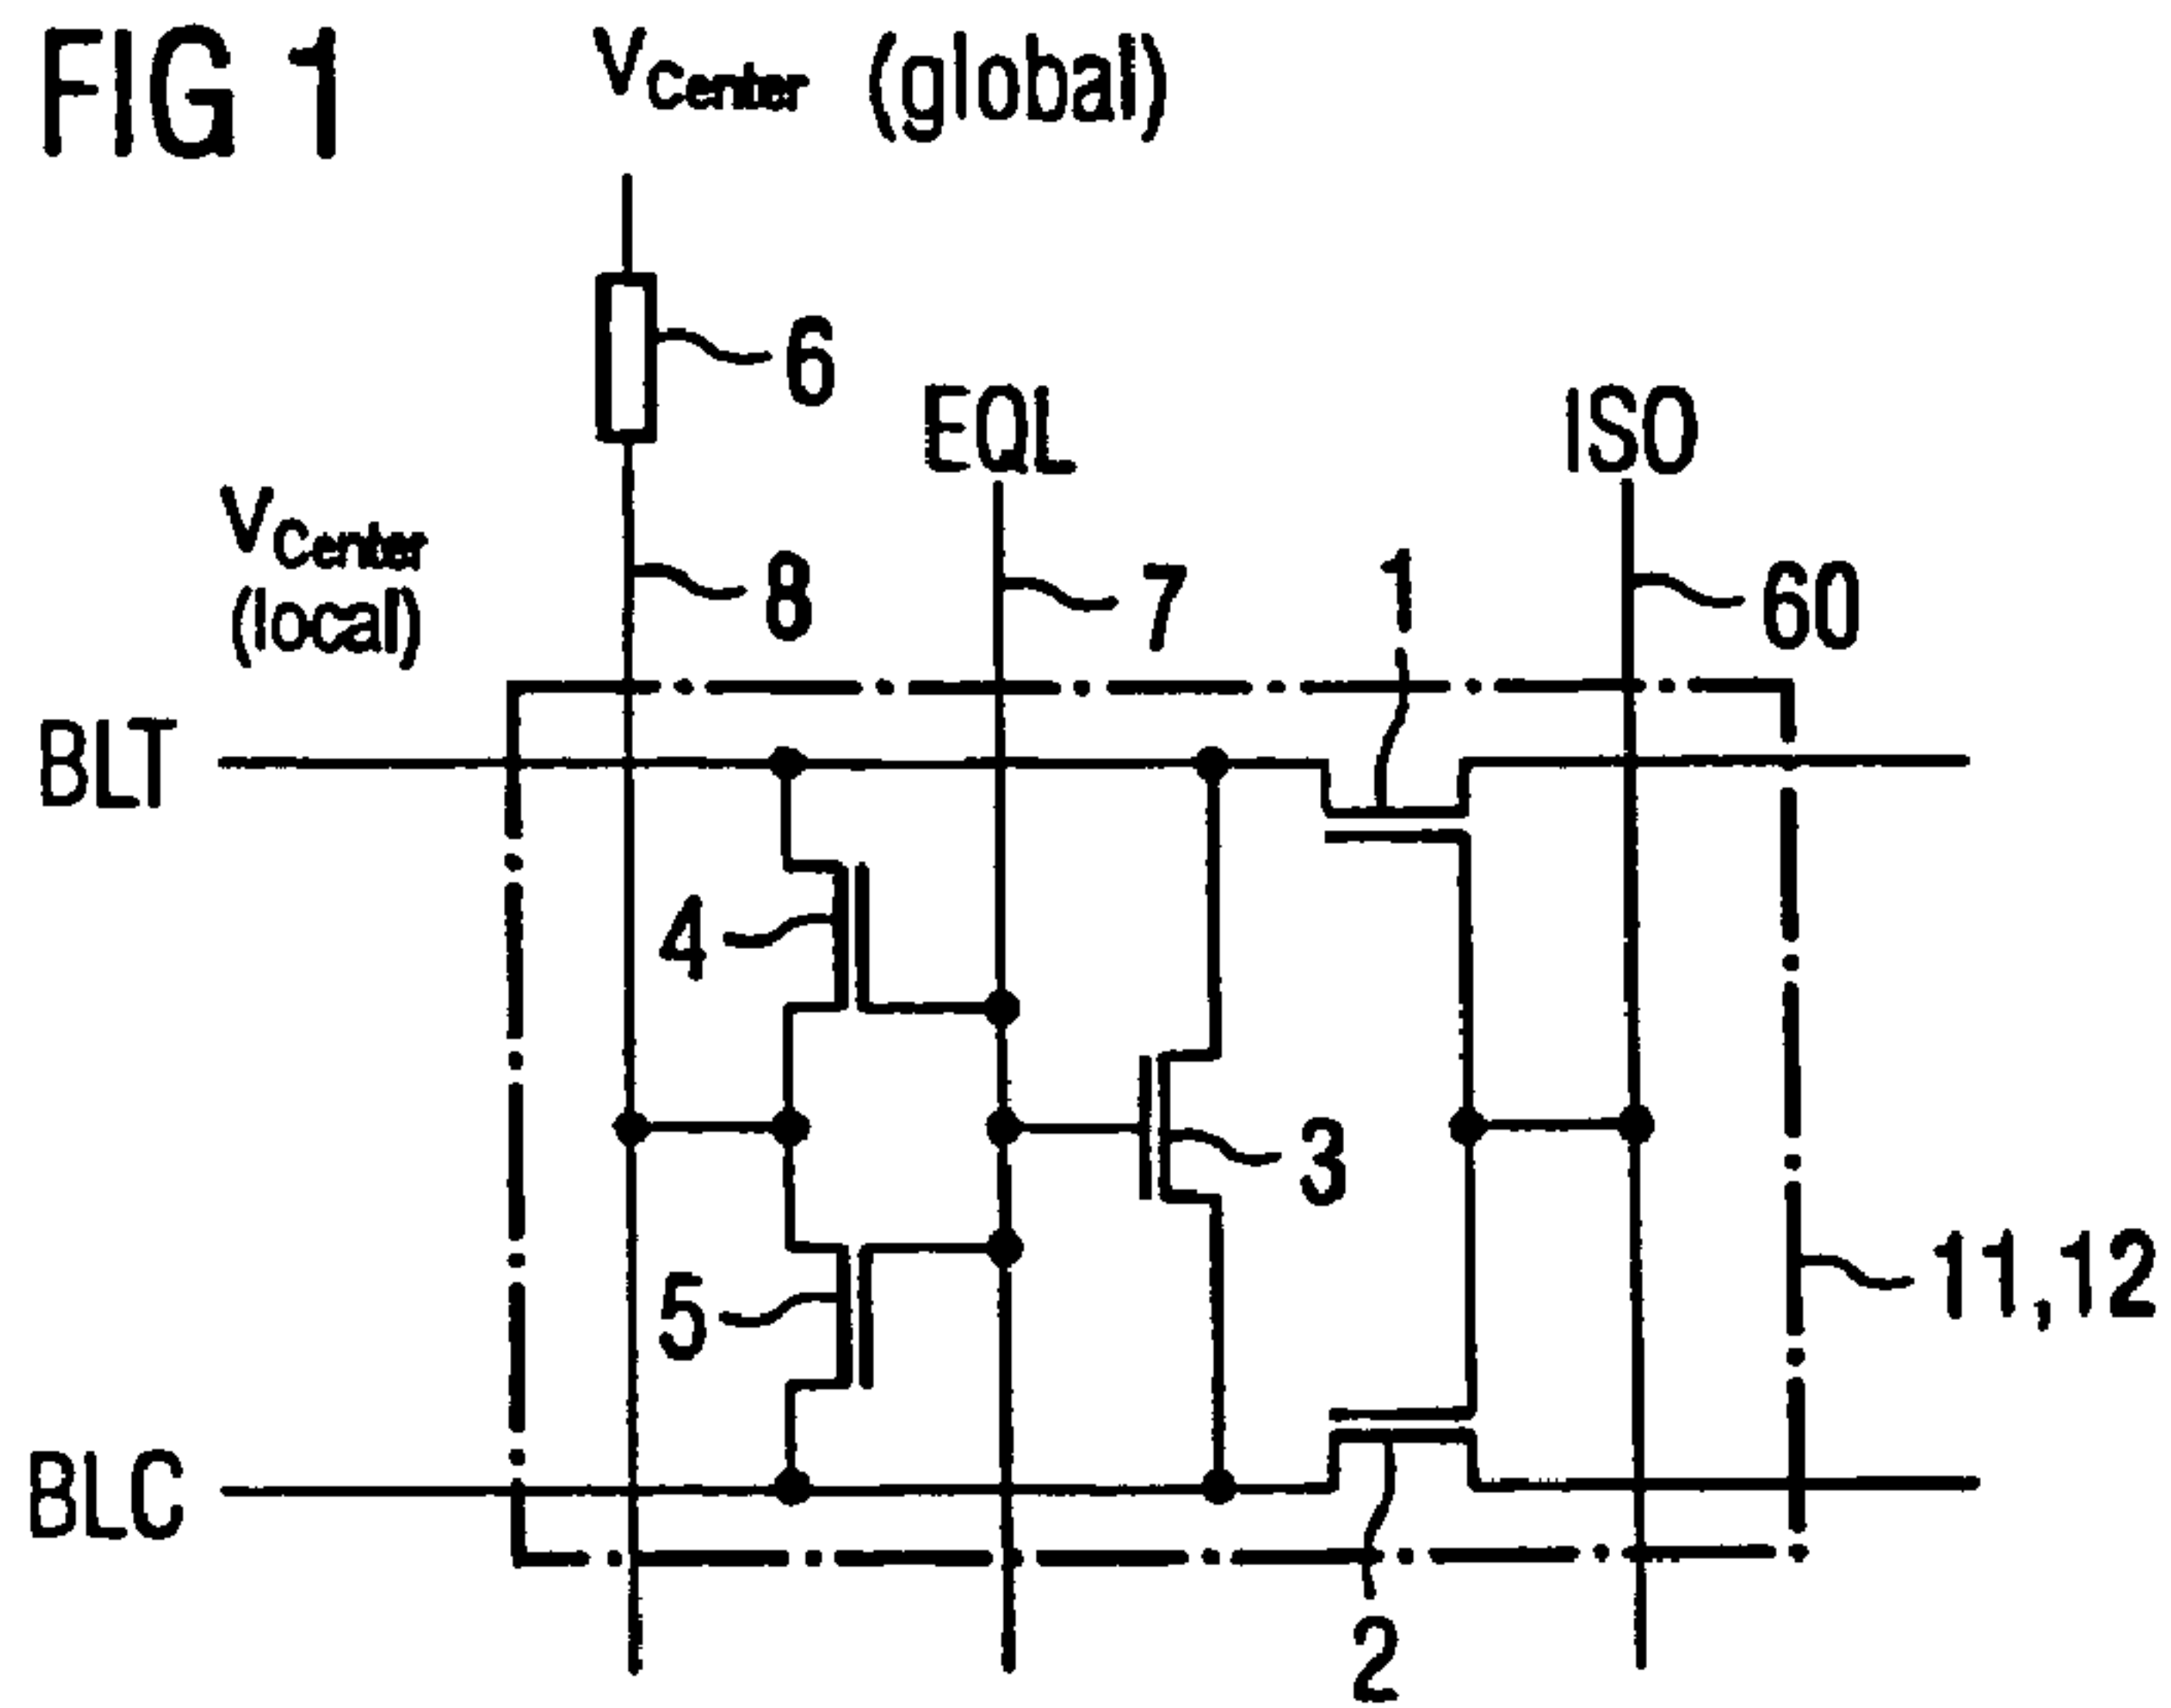 FIG 1
VCenter (global)
6
EQL
ISO
VCenter
(local)
8
7
1
60
BLT
4
3
5
11,12
BLC
2